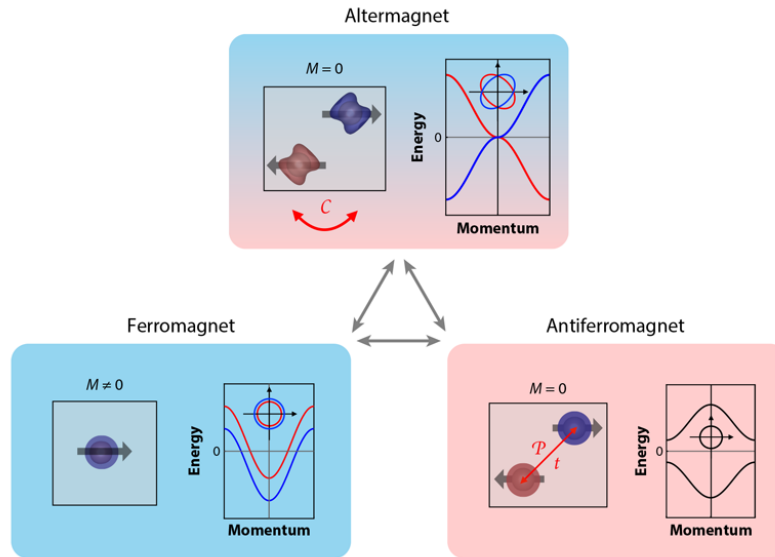 Altermagnet
M = 0
C
Energy
0
Momentum
Ferromagnet
M ≠ 0
Energy
0
Momentum
Antiferromagnet
M = 0
P
t
Energy
0
Momentum